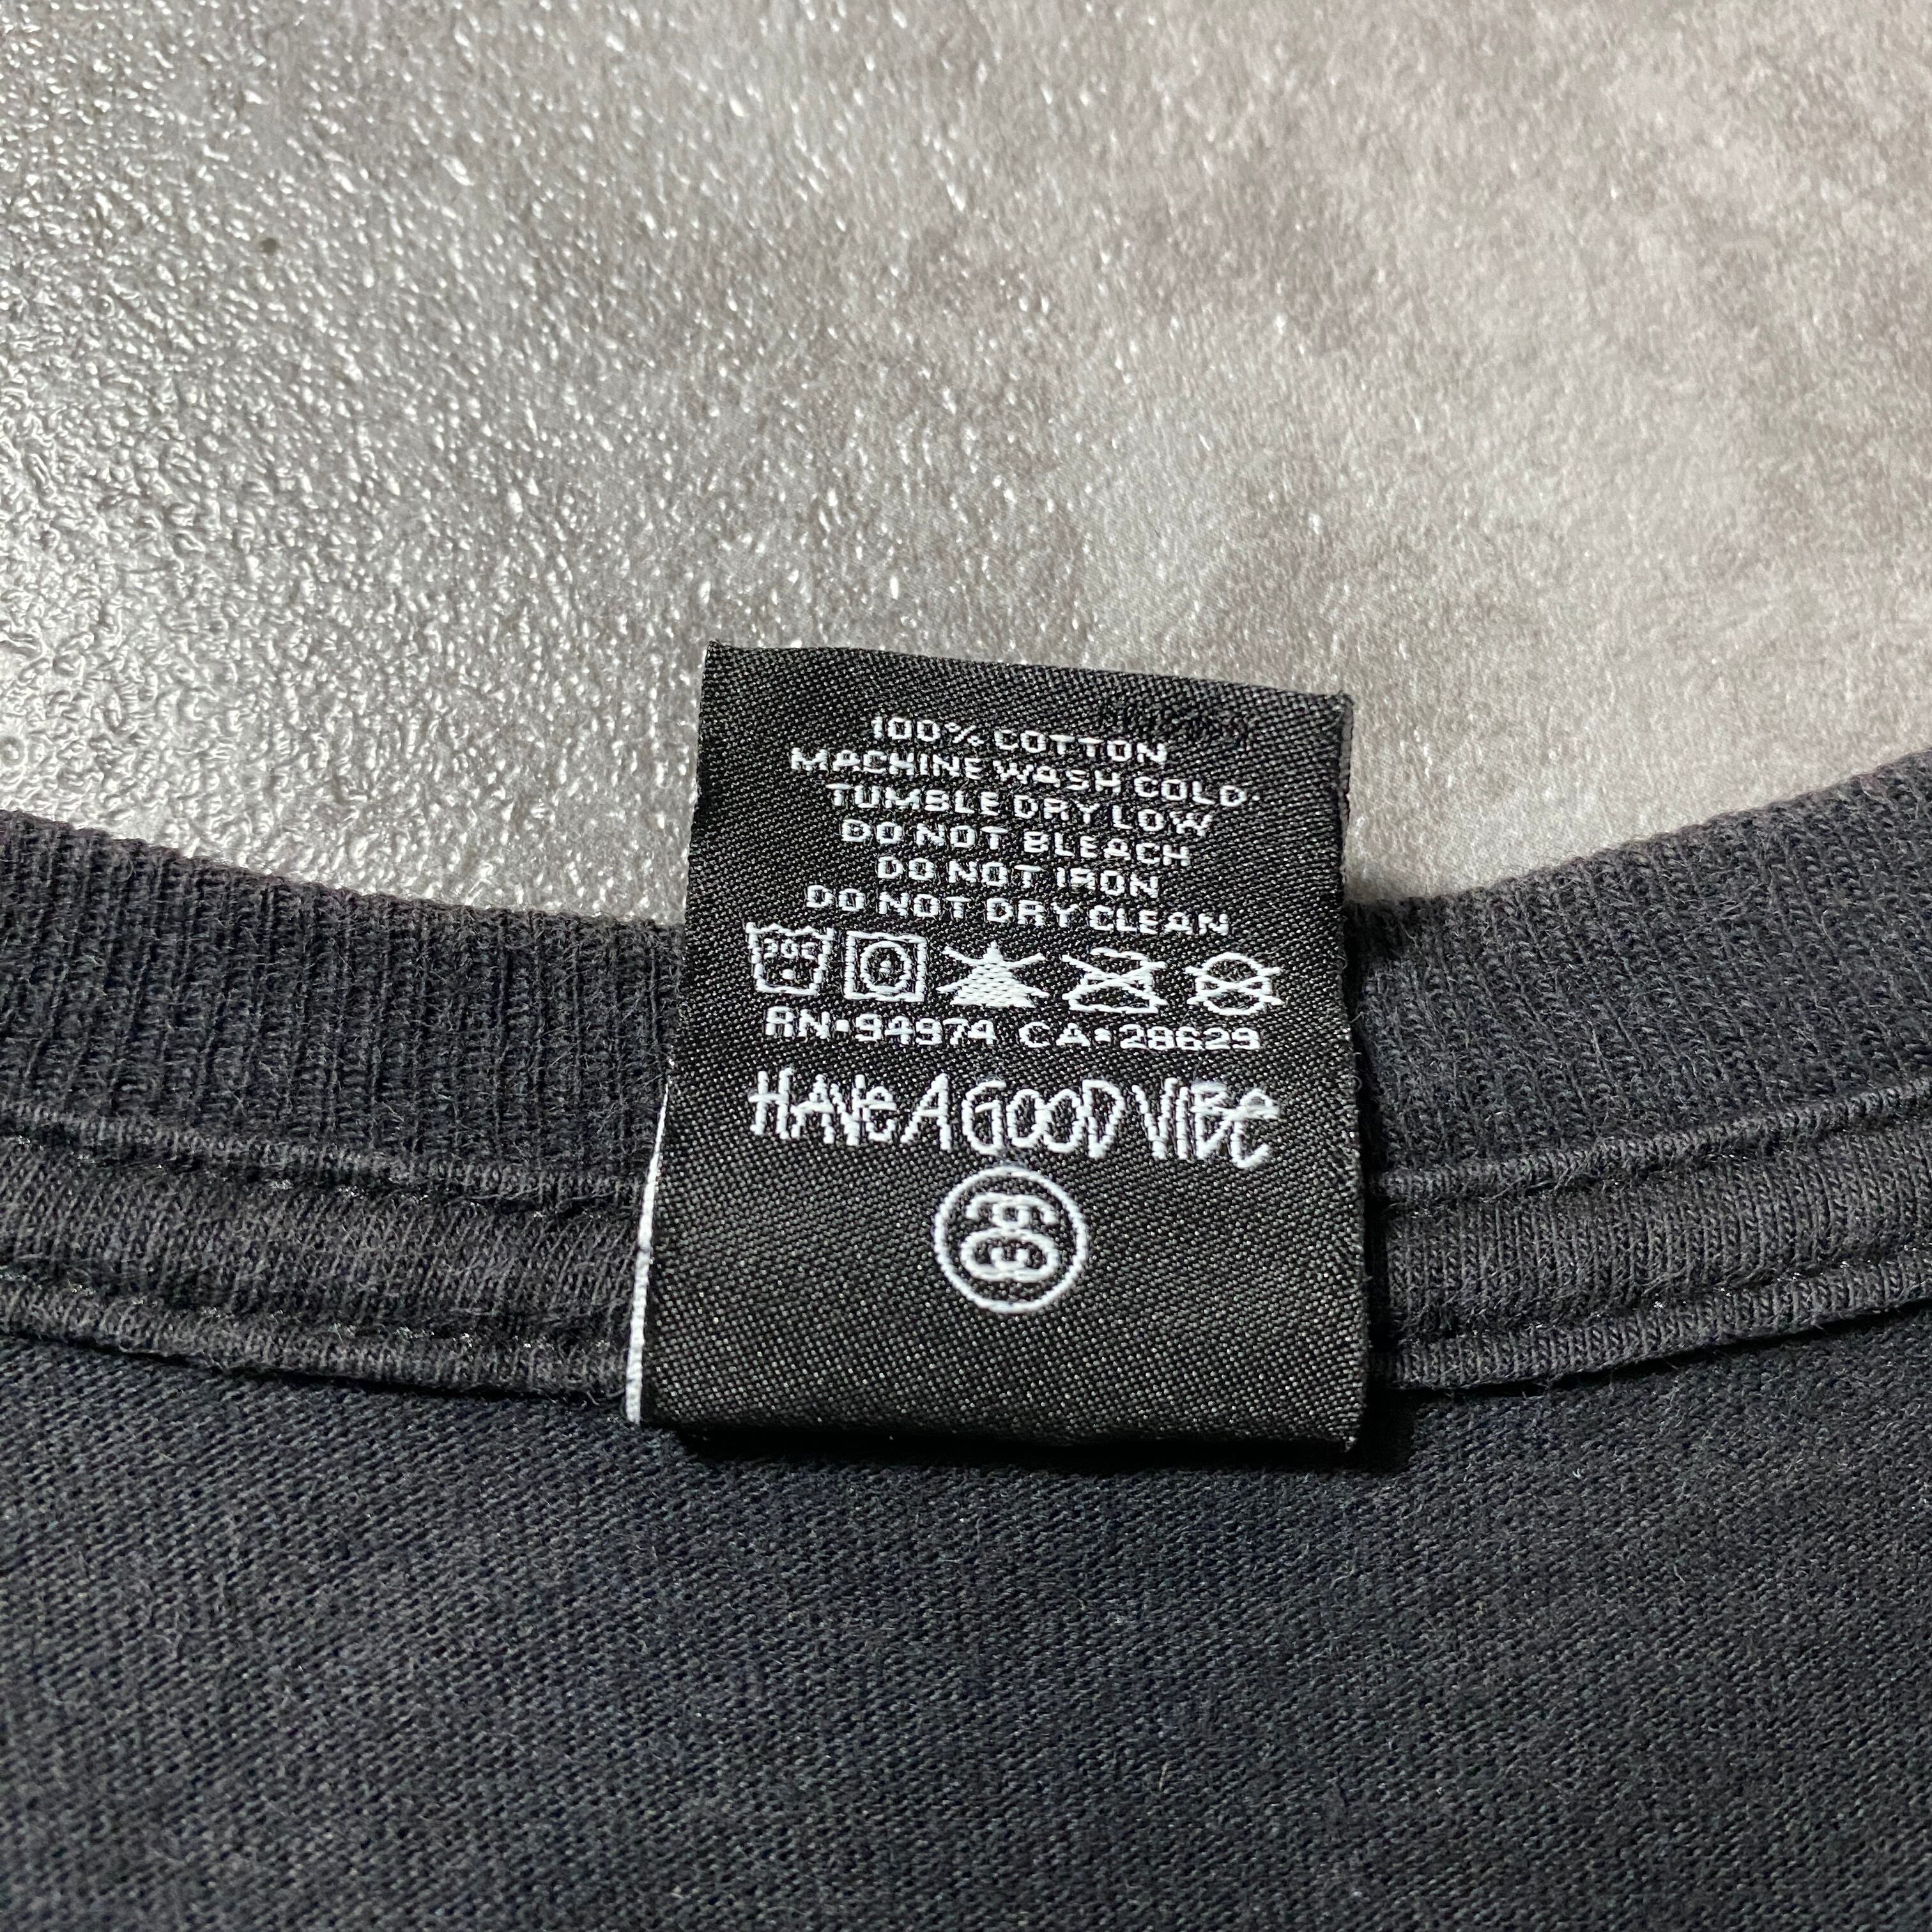 100% COTTON
MACHINE WASH COLD
TUMBLE DRY LOW
DO NOT BLEACH
DO NOT IRON
DO NOT DRY CLEAN
RN•94974 CA•28629
HAVE A GOOD VIBE